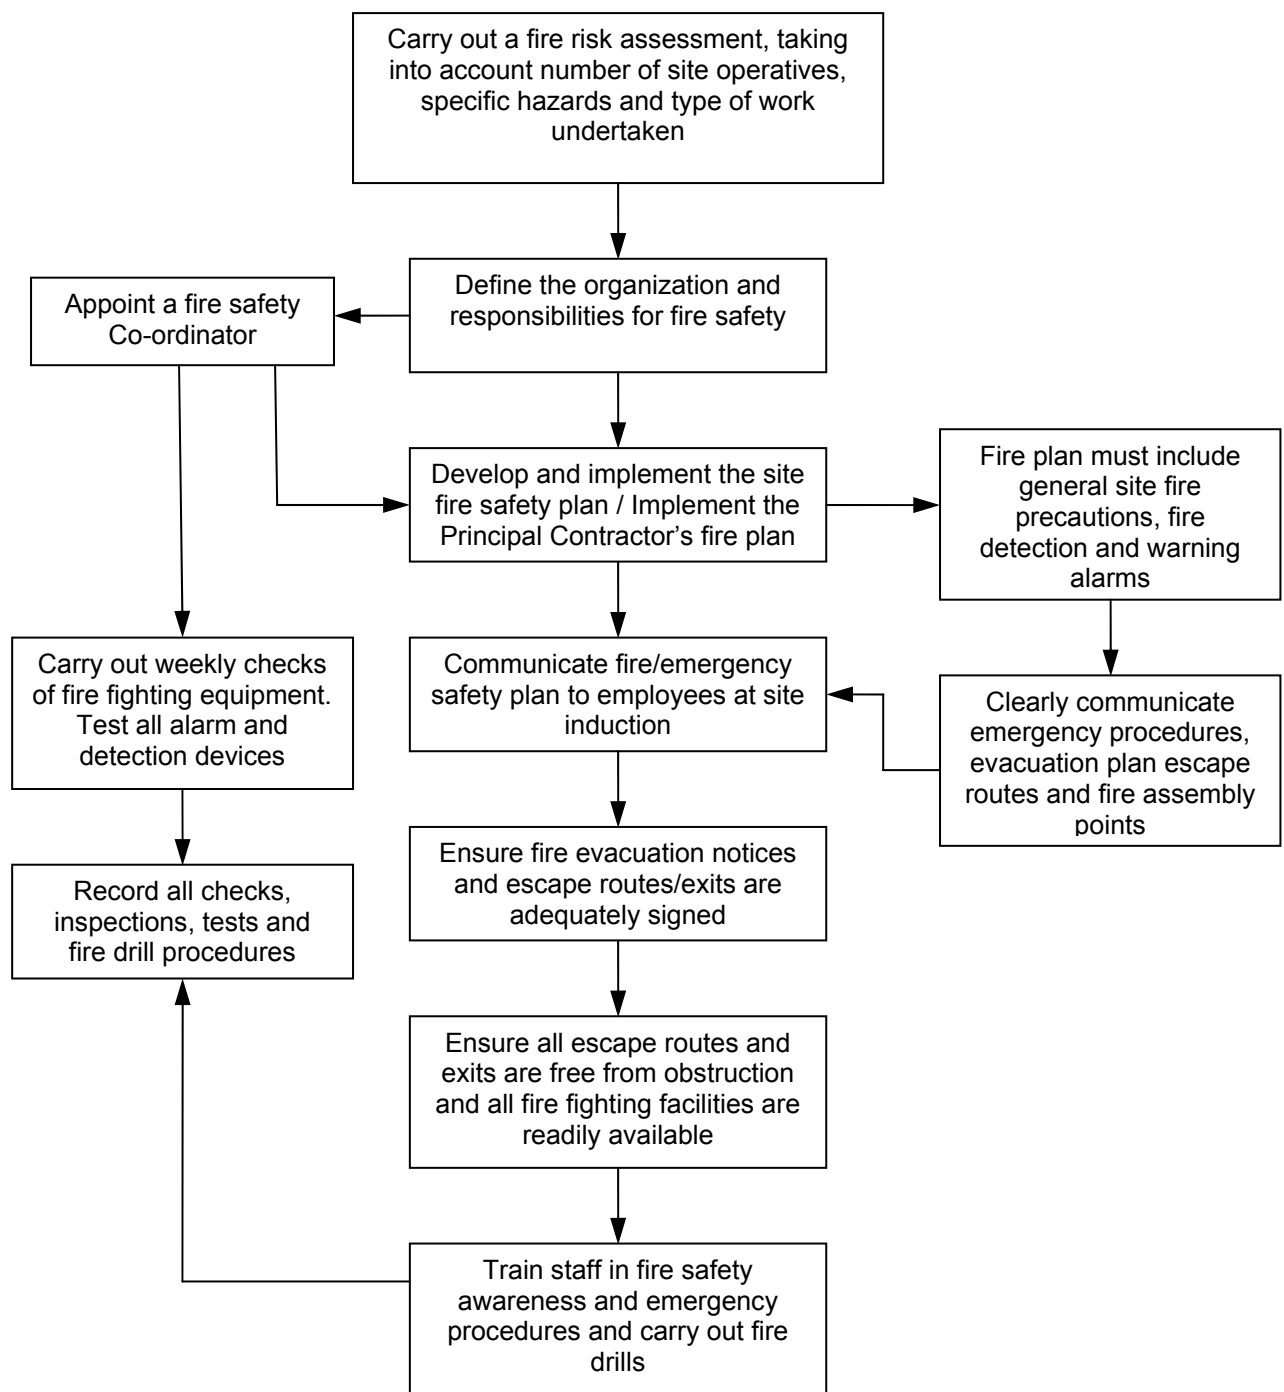 Carry out a fire risk assessment, taking
into account number of site operatives,
specific hazards and type of work
undertaken
Define the organization and
responsibilities for fire safety
Appoint a fire safety
Co-ordinator
Develop and implement the site
fire safety plan / Implement the
Principal Contractor’s fire plan
Fire plan must include
general site fire
precautions, fire
detection and warning
alarms
Carry out weekly checks
of fire fighting equipment.
Test all alarm and
detection devices
Communicate fire/emergency
safety plan to employees at site
induction
Clearly communicate
emergency procedures,
evacuation plan escape
routes and fire assembly
points
Ensure fire evacuation notices
and escape routes/exits are
adequately signed
Record all checks,
inspections, tests and
fire drill procedures
Ensure all escape routes and
exits are free from obstruction
and all fire fighting facilities are
readily available
Train staff in fire safety
awareness and emergency
procedures and carry out fire
drills